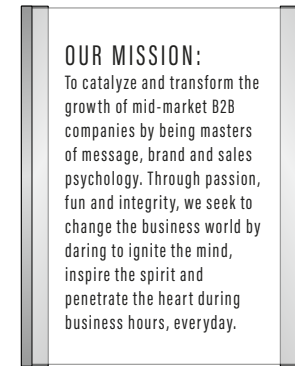 OUR MISSION:
To catalyze and transform the
growth of mid-market B2B
companies by being masters
of message, brand and sales
psychology. Through passion,
fun and integrity, we seek to
change the business world by
daring to ignite the mind,
inspire the spirit and
penetrate the heart during
business hours, everyday.